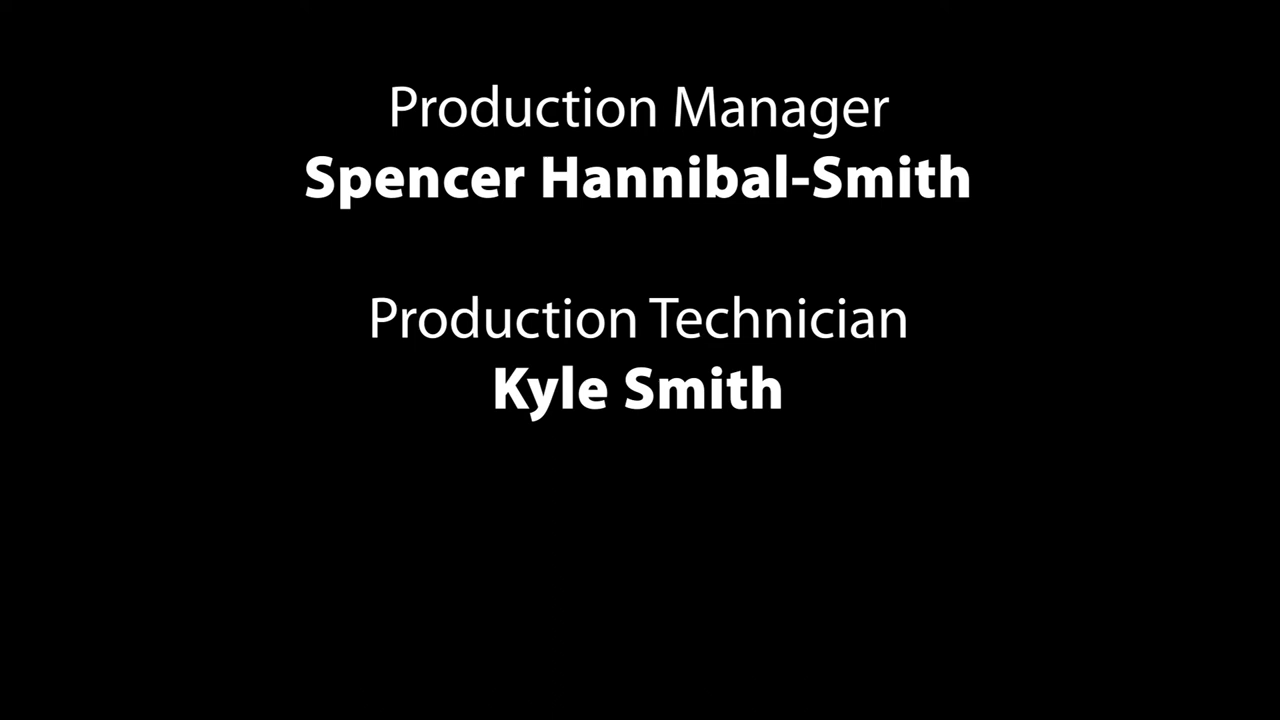 Production Manager
Spencer Hannibal-Smith
Production Technician
Kyle Smith